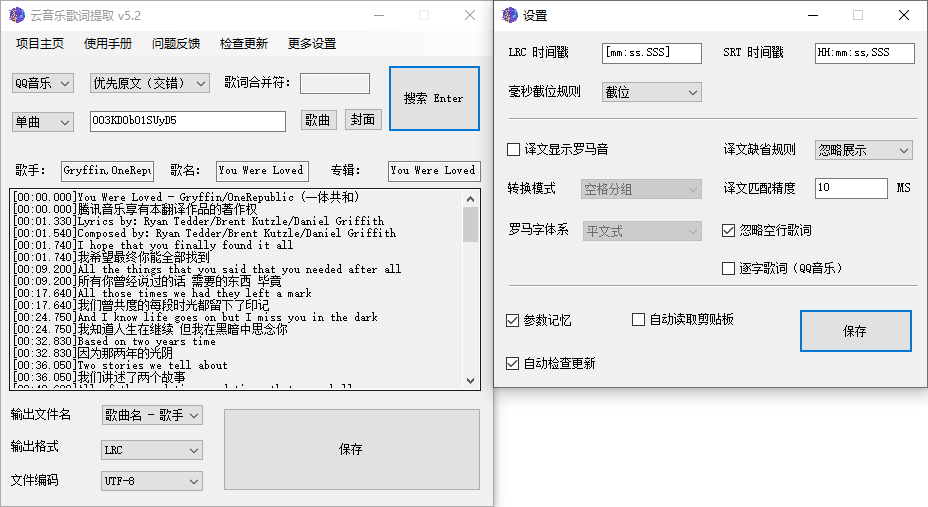 云音乐歌词提取 v5.2
项目主页 使用手册 问题反馈 检查更新 更多设置
QQ音乐 优先原文（交错） 歌词合并符：
搜索 Enter
单曲 003KDOb01SUyD5 歌曲 封面
歌手： Gryffin,OneRepu 歌名： You Were Loved 专辑： You Were Loved
[00:00.000]You Were Loved - Gryffin/OneRepublic (一体共和)
[00:00.000]腾讯音乐享有本翻译作品的著作权
[00:01.330]Lyrics by: Ryan Tedder/Brent Kutzle/Daniel Griffith
[00:01.540]Composed by: Ryan Tedder/Brent Kutzle/Daniel Griffith
[00:01.740]I hope that you finally found it all
[00:01.740]我希望最终你能全部找到
[00:09.200]All the things that you said that you needed after all
[00:09.200]所有你曾经说过的话 需要的东西 毕竟
[00:17.640]All those times we had they left a mark
[00:17.640]我们曾共度的每段时光都留下了印记
[00:24.750]And I know life goes on but I miss you in the dark
[00:24.750]我知道人生在继续 但我在黑暗中思念你
[00:32.830]Based on two years time
[00:32.830]因为那两年的光阴
[00:36.050]Two stories we tell about
[00:36.050]我们讲述了两个故事
输出文件名 歌曲名 - 歌手
输出格式 LRC
文件编码 UTF-8
保存
设置
LRC 时间戳 [mm:ss.SSS] SRT 时间戳 HH:mm:ss,SSS
毫秒截位规则 截位
译文显示罗马音 译文缺省规则 忽略展示
转换模式 空格分组 译文匹配精度 10 MS
罗马字体系 平文式 忽略空行歌词
逐字歌词（QQ音乐）
参数记忆 自动读取剪贴板
保存
自动检查更新